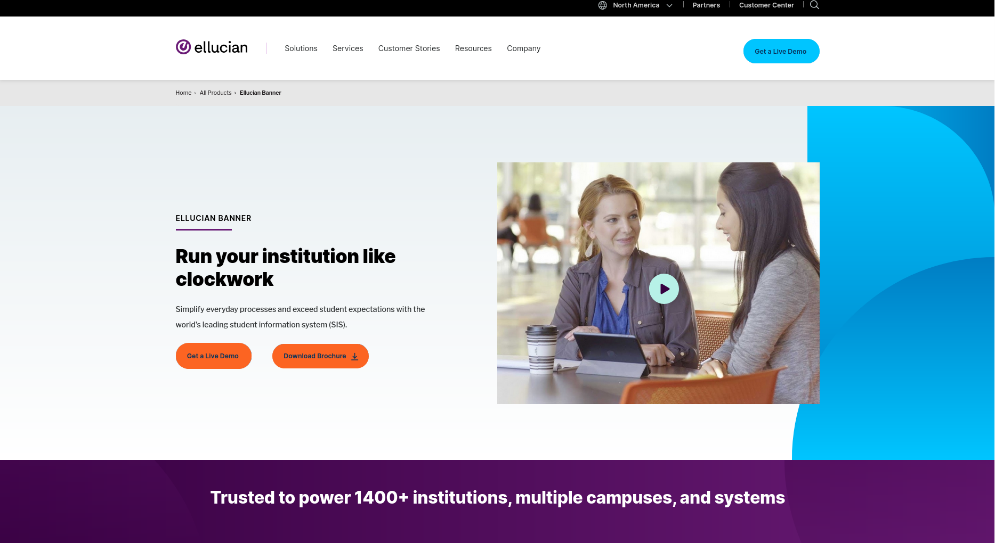 North America
Partners
Customer Center
ellucian
Solutions
Services
Customer Stories
Resources
Company
Get a Live Demo
Home
All Products
Ellucian Banner
ELLUCIAN BANNER
Run your institution like
clockwork
Simplify everyday processes and exceed student expectations with the
world's leading student information system (SIS).
Get a Live Demo
Download Brochure
Trusted to power 1400+ institutions, multiple campuses, and systems